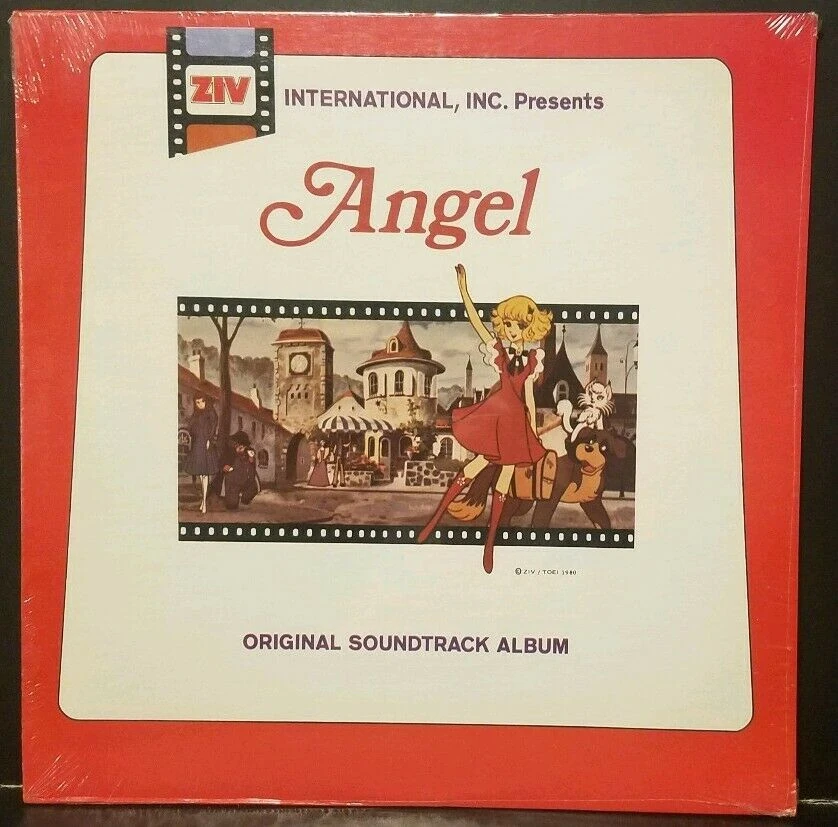 ZIV
INTERNATIONAL, INC. Presents
Angel
© ZIV / TOEI 1980
ORIGINAL SOUNDTRACK ALBUM